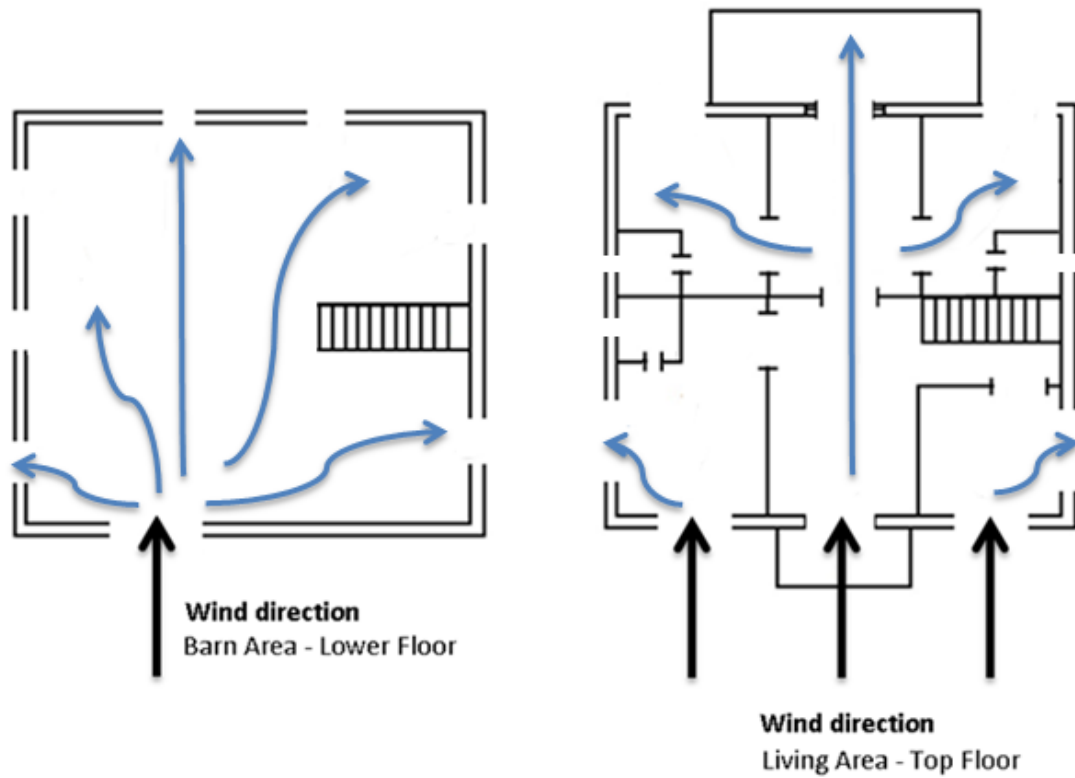 Wind direction
Barn Area - Lower Floor
Wind direction
Living Area - Top Floor